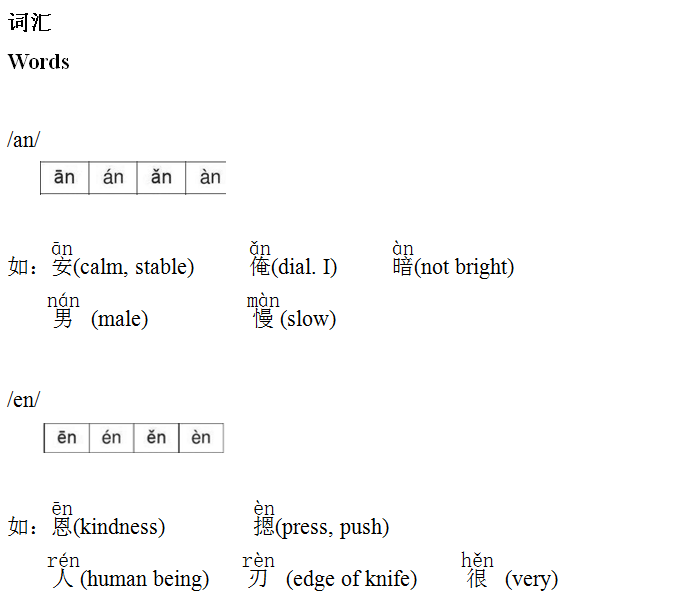 词汇
Words
/an/
ān án ǎn àn
ān ǎn àn
如：安(calm, stable) 俺(dial. I) 暗(not bright)
nán màn
男 (male) 慢 (slow)
/en/
ēn én ěn èn
ēn èn
如：恩(kindness) 摁(press, push)
rén rèn hěn
人 (human being) 刃 (edge of knife) 很 (very)